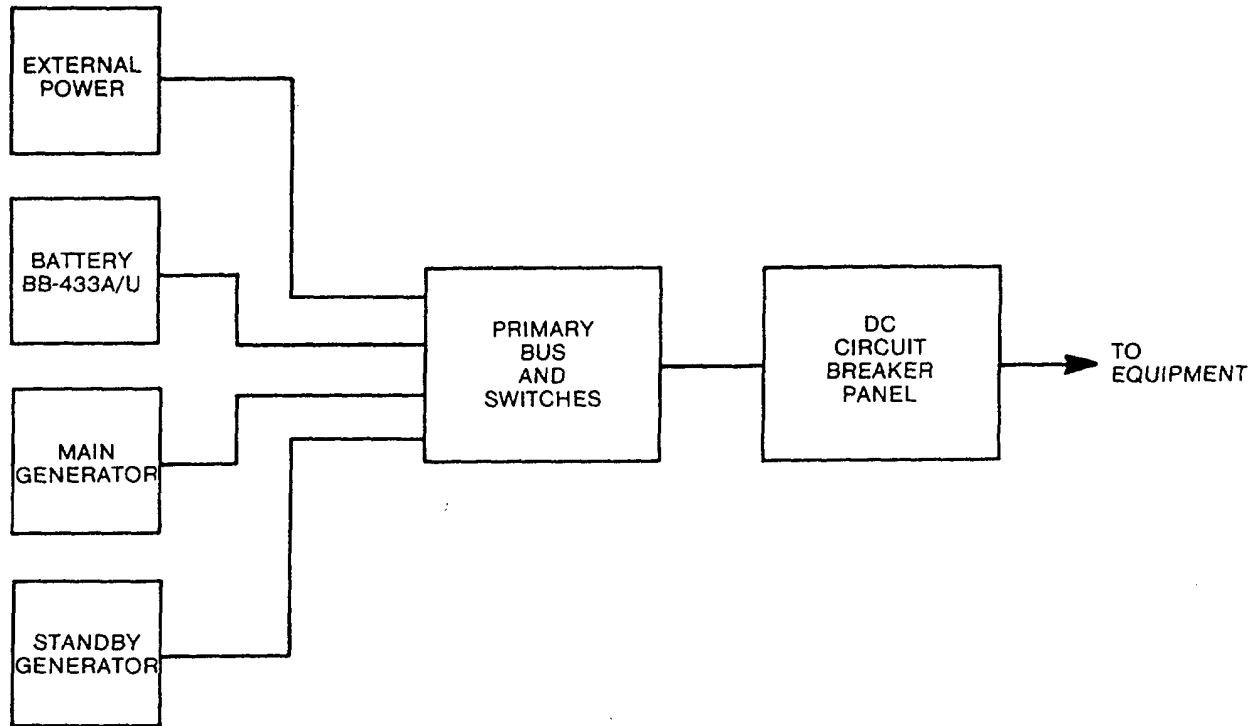 EXTERNAL
POWER
BATTERY
BB-433A/U
MAIN
GENERATOR
STANDBY
GENERATOR
PRIMARY
BUS
AND
SWITCHES
DC
CIRCUIT
BREAKER
PANEL
TO
EQUIPMENT